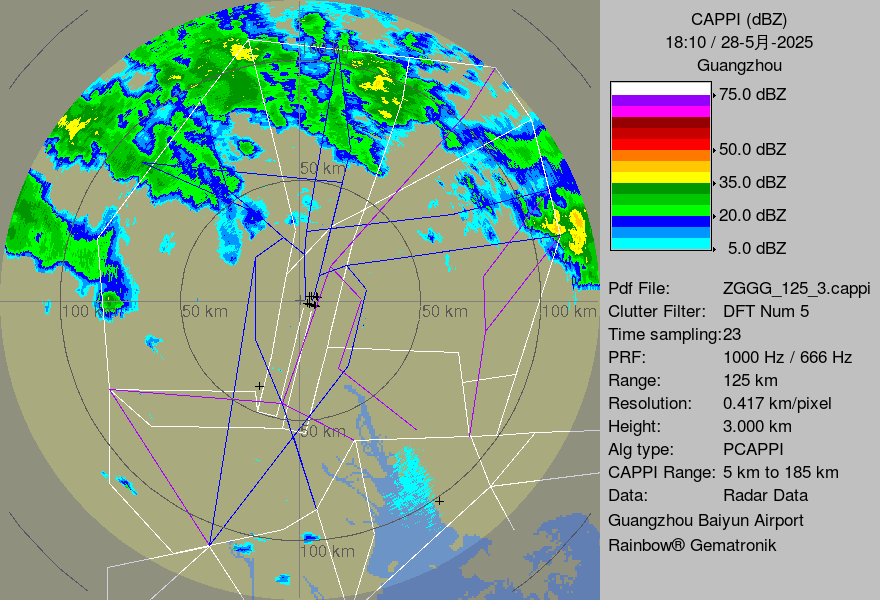 CAPPI (dBZ)
18:10 / 28-5月-2025
Guangzhou
75.0 dBZ
50.0 dBZ
35.0 dBZ
20.0 dBZ
5.0 dBZ
Pdf File: ZGGG_125_3.cappi
Clutter Filter: DFT Num 5
Time sampling:23
PRF: 1000 Hz / 666 Hz
Range: 125 km
Resolution: 0.417 km/pixel
Height: 3.000 km
Alg type: PCAPPI
CAPPI Range: 5 km to 185 km
Data: Radar Data
Guangzhou Baiyun Airport
Rainbow® Gematronik
100 km
50 km
100 km 50 km 50 km 100 km
50 km
100 km